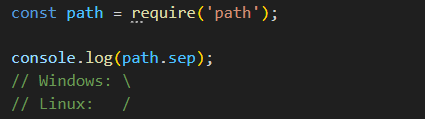 const path = require('path');
console.log(path.sep);
// Windows: \
// Linux:   /